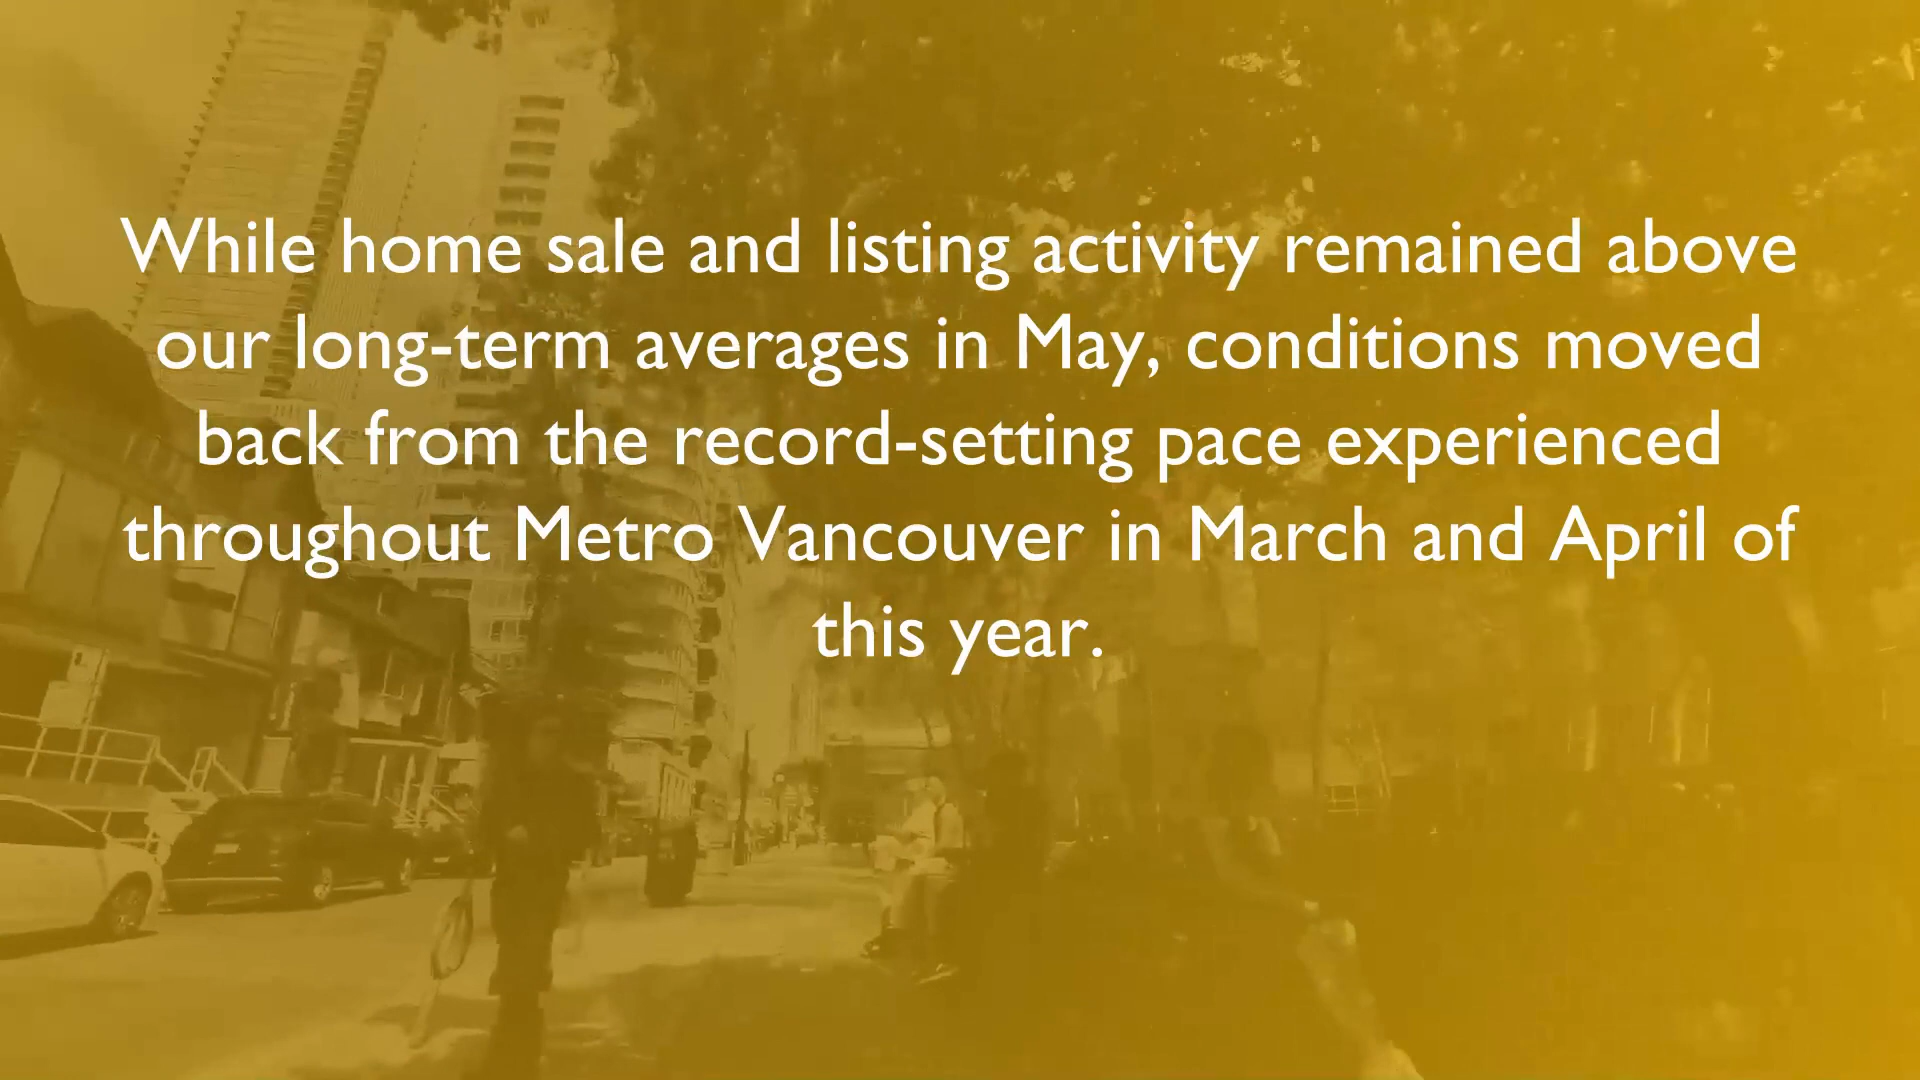 While home sale and listing activity remained above
our long-term averages in May, conditions moved
back from the record-setting pace experienced
throughout Metro Vancouver in March and April of
this year.